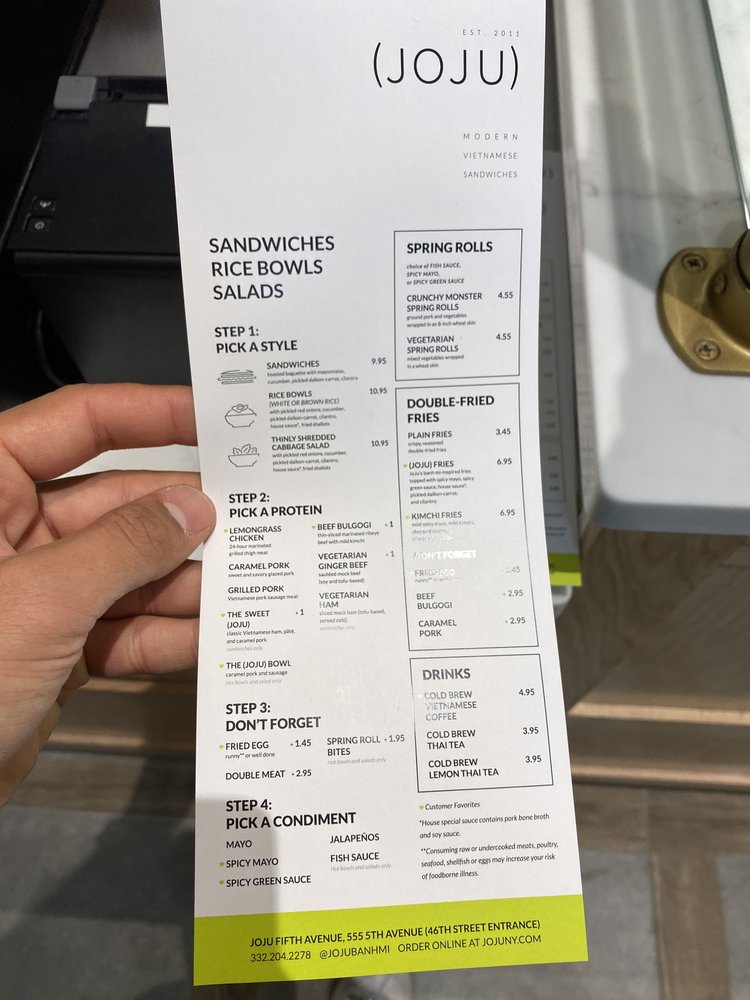 EST. 2011
(JOJU)
MODERN
VIETNAMESE
SANDWICHES
SANDWICHES
RICE BOWLS
SALADS
STEP 1:
PICK A STYLE
SANDWICHES 9.95
toasted baguette with mayonnaise,
cucumber, pickled daikon-carrot, cilantro
RICE BOWLS 10.95
(WHITE OR BROWN RICE)
with pickled red onions, cucumber,
pickled daikon-carrot, cilantro,
house sauce*, fried shallots
THINLY SHREDDED
CABBAGE SALAD 10.95
with pickled red onions, cucumber,
pickled daikon-carrot, cilantro,
house sauce*, fried shallots
STEP 2:
PICK A PROTEIN
LEMONGRASS
CHICKEN
24-hour marinated
grilled thigh meat
CARAMEL PORK
sweet and savory glazed pork
GRILLED PORK
Vietnamese pork sausage meat
THE SWEET +1
(JOJU)
classic Vietnamese ham, pâté,
and caramel pork
sandwiches only
THE (JOJU) BOWL
caramel pork and sausage
rice bowl and salad only
BEEF BULGOGI +1
thin-sliced marinated ribeye
beef with mild kimchi
VEGETARIAN +1
GINGER BEEF
sautéed mock beef
(soy and tofu-based)
VEGETARIAN
HAM
sliced mock ham (tofu-based,
served cold)
sandwiches only
STEP 3:
DON'T FORGET
FRIED EGG +1.45
runny** or well done
DOUBLE MEAT +2.95
SPRING ROLL +1.95
BITES
rice bowl and salads only
STEP 4:
PICK A CONDIMENT
MAYO
SPICY MAYO
SPICY GREEN SAUCE
JALAPEÑOS
FISH SAUCE
rice bowl and salads only
SPRING ROLLS
choice of FISH SAUCE,
SPICY MAYO,
or SPICY GREEN SAUCE
CRUNCHY MONSTER 4.55
SPRING ROLLS
ground pork and vegetables
wrapped in an 8-inch wheat skin
VEGETARIAN 4.55
SPRING ROLLS
mixed vegetables wrapped
in a wheat skin
DOUBLE-FRIED
FRIES
PLAIN FRIES 3.45
crispy, seasoned
double-fried fries
(JOJU) FRIES 6.95
JoJu's banh mi-inspired fries
topped with spicy mayo, spicy
green sauce, house sauce*,
pickled daikon-carrot,
and cilantro
KIMCHI FRIES 6.95
mild spicy mayo, mild kimchi,
DON'T FORGET
FRIED EGG +1.45
BEEF +2.95
BULGOGI
CARAMEL +2.95
PORK
DRINKS
COLD BREW 4.95
VIETNAMESE
COFFEE
COLD BREW 3.95
THAI TEA
COLD BREW 3.95
LEMON THAI TEA
Customer Favorites
*House special sauce contains pork bone broth
and soy sauce.
**Consuming raw or undercooked meats, poultry,
seafood, shellfish or eggs may increase your risk
of foodborne illness.
JOJU FIFTH AVENUE, 555 5TH AVENUE (46TH STREET ENTRANCE)
332.204.2278 @JOJUBANHMI ORDER ONLINE AT JOJUNY.COM